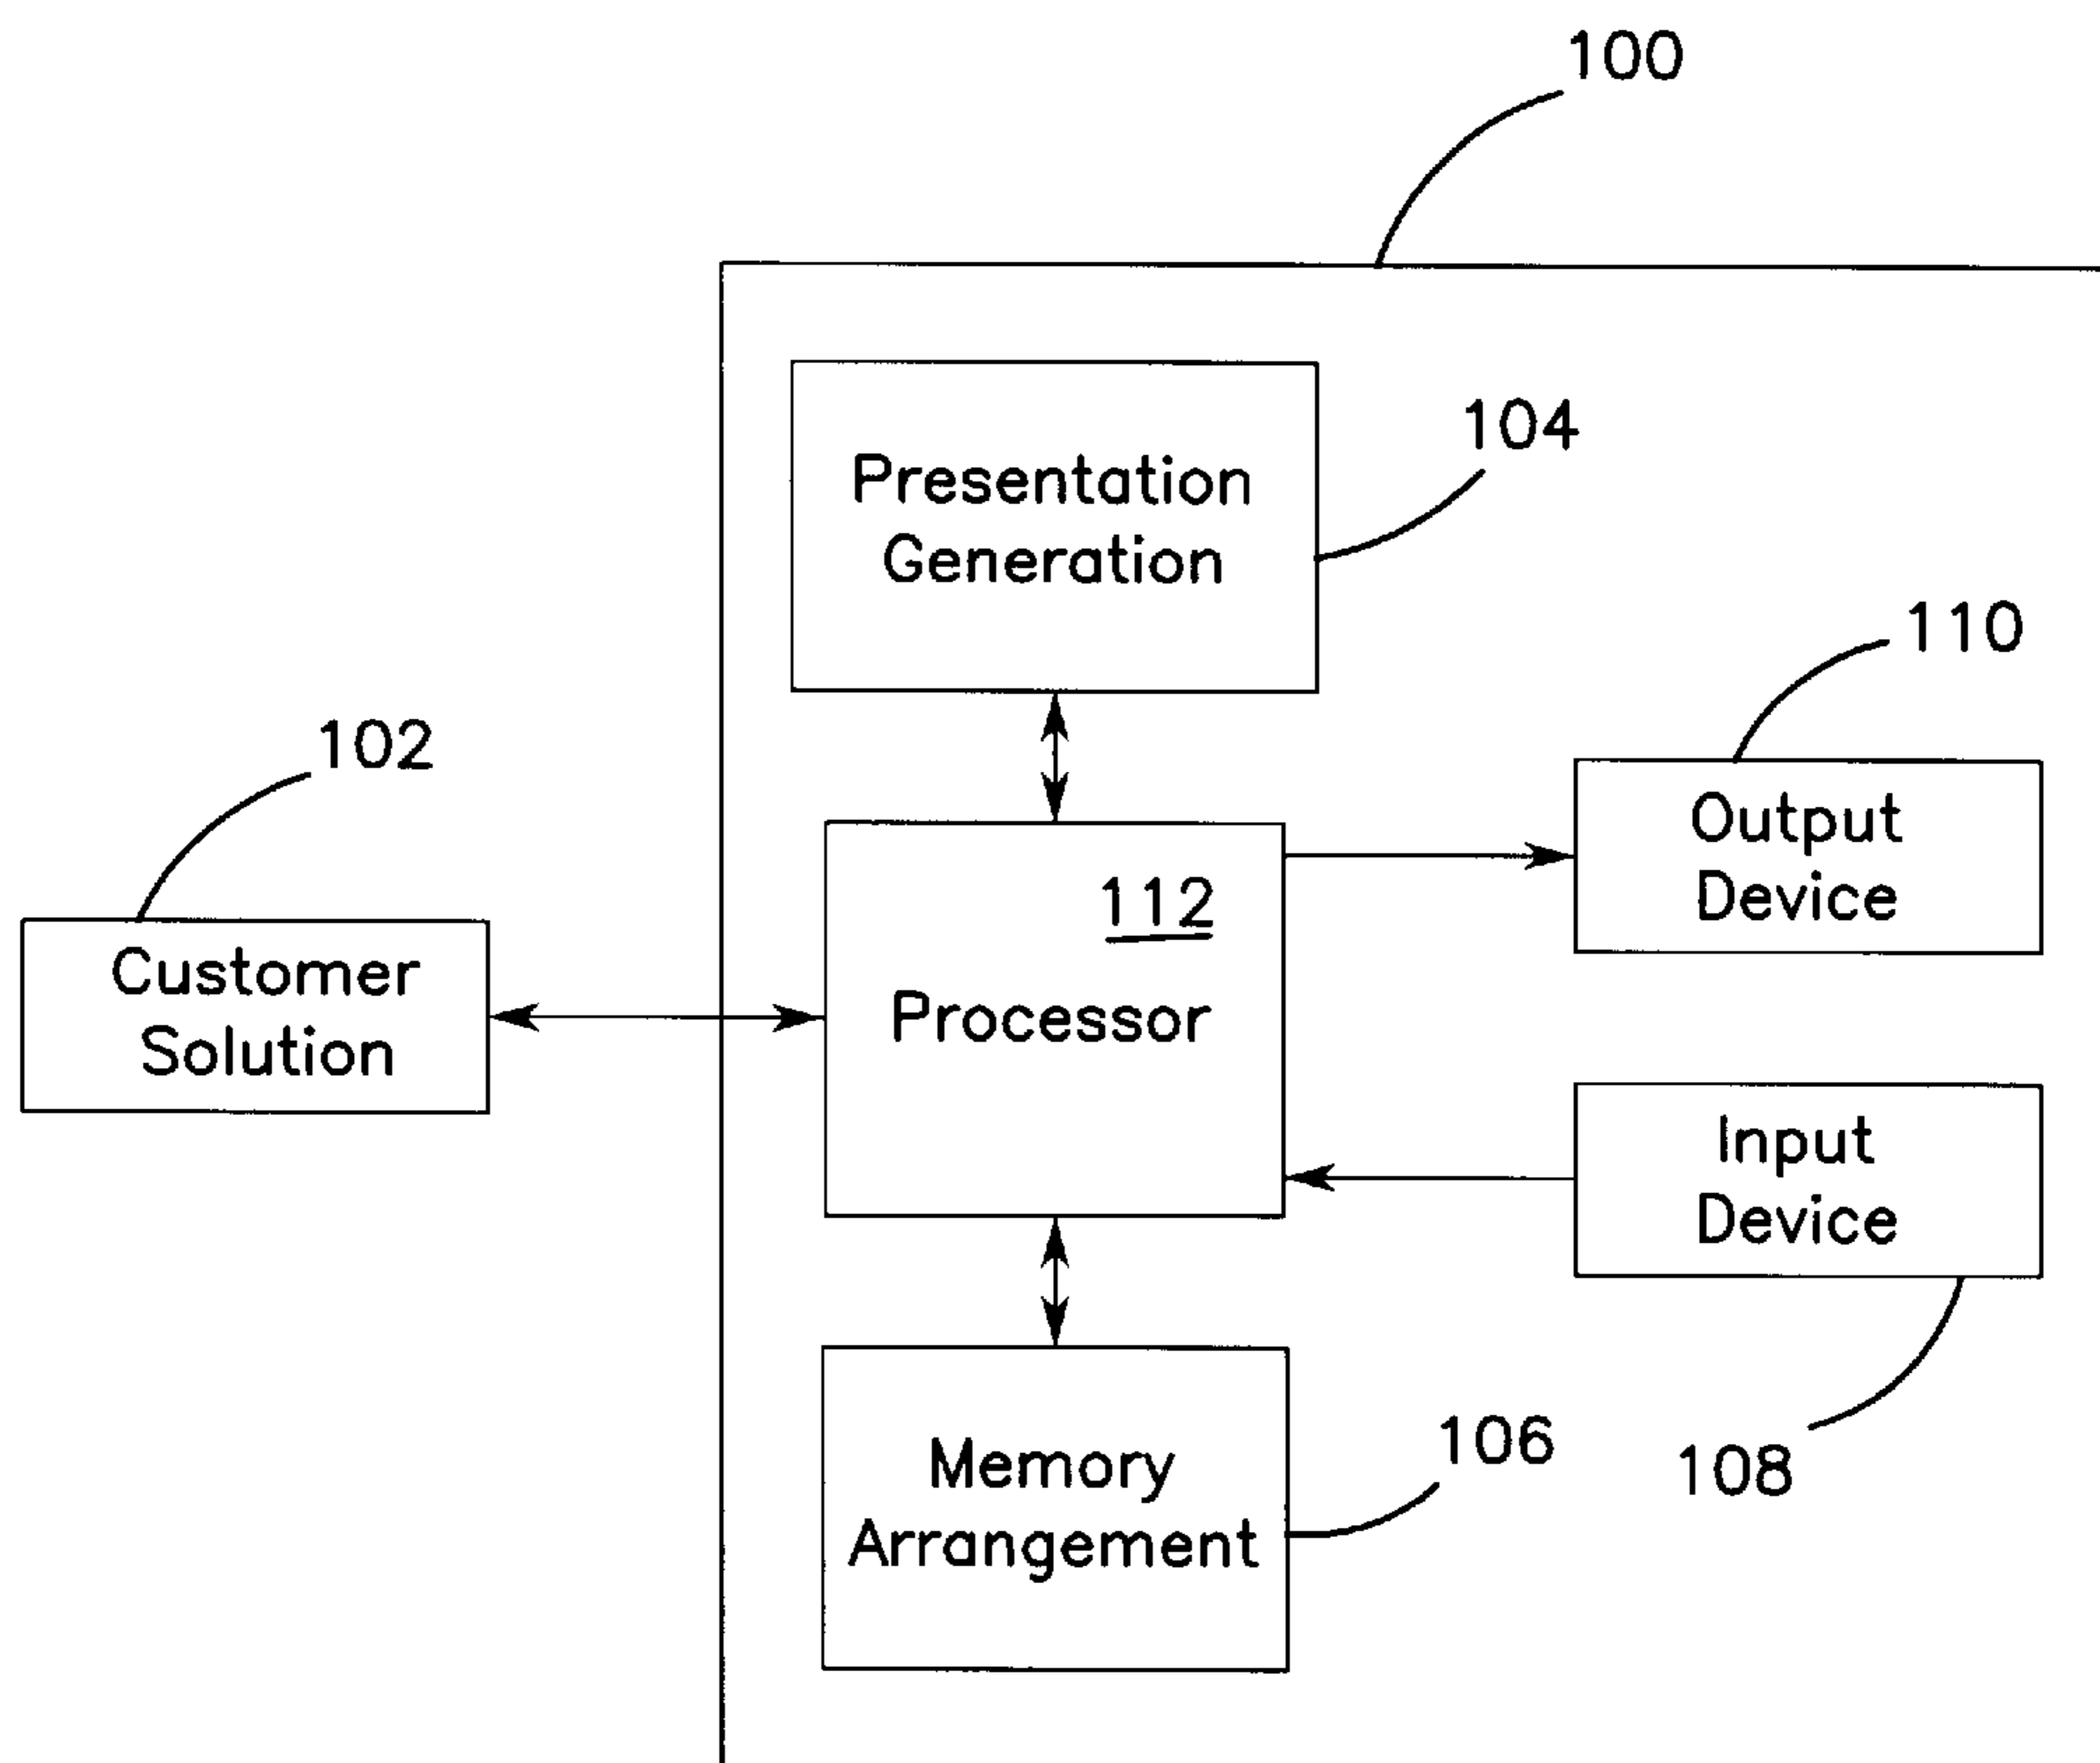 100
Presentation
Generation
104
110
102
Output
Device
112
Customer
Solution
Processor
Input
Device
Memory
Arrangement
106
108